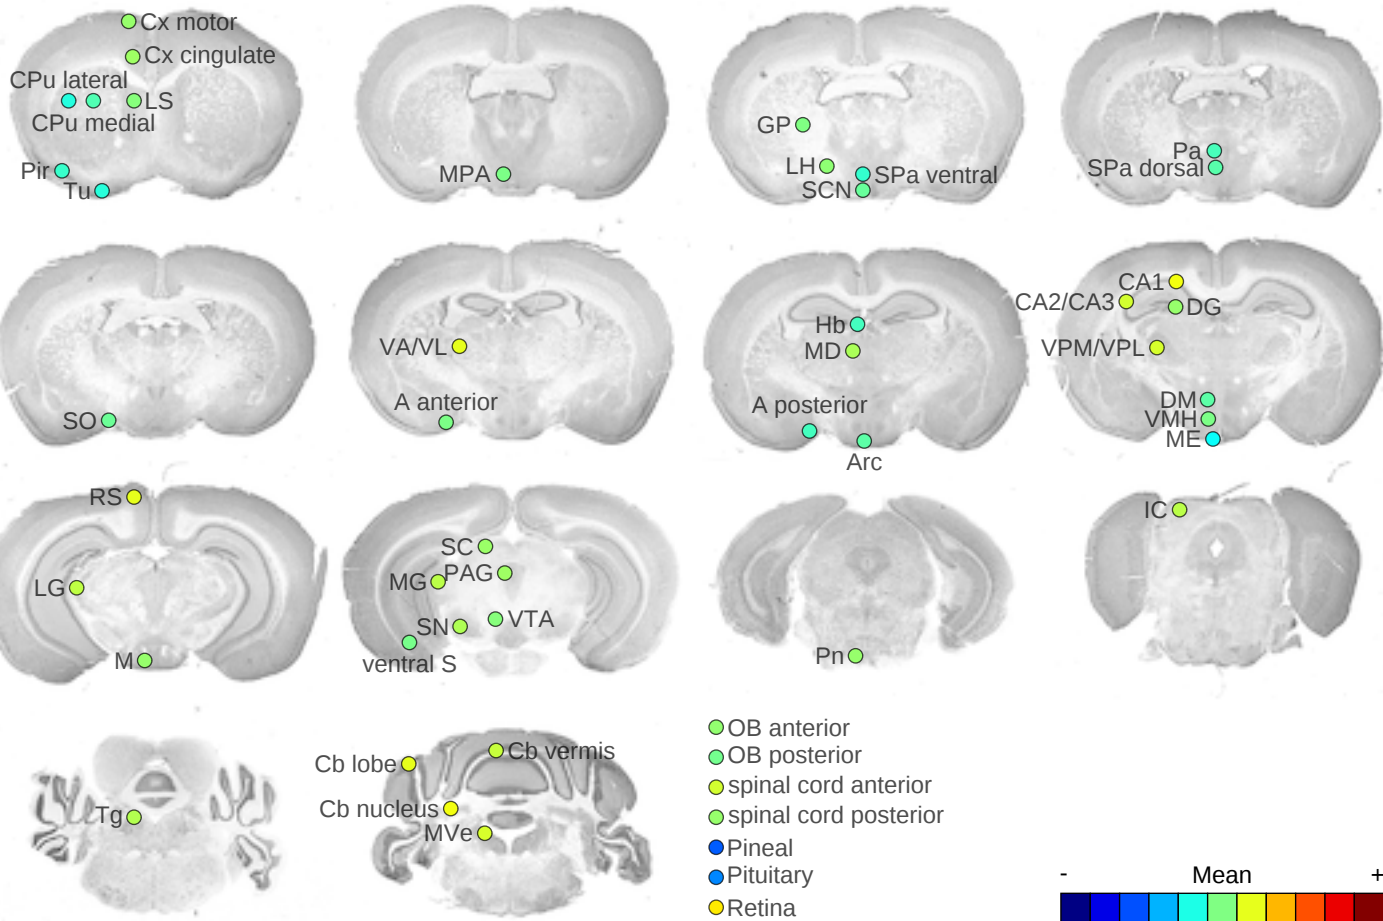 Cx motor
Cx cingulate
CPu lateral
LS
CPu medial
Pir
Tu
MPA
GP
LH
SPa ventral
SCN
Pa
SPa dorsal
SO
VA/VL
A anterior
Hb
MD
A posterior
Arc
CA1
CA2/CA3
DG
VPM/VPL
DM
VMH
ME
RS
LG
M
SC
PAG
MG
VTA
SN
ventral S
Pn
IC
Tg
Cb vermis
Cb lobe
Cb nucleus
MVe
OB anterior
OB posterior
spinal cord anterior
spinal cord posterior
Pineal
Pituitary
Retina
- Mean +